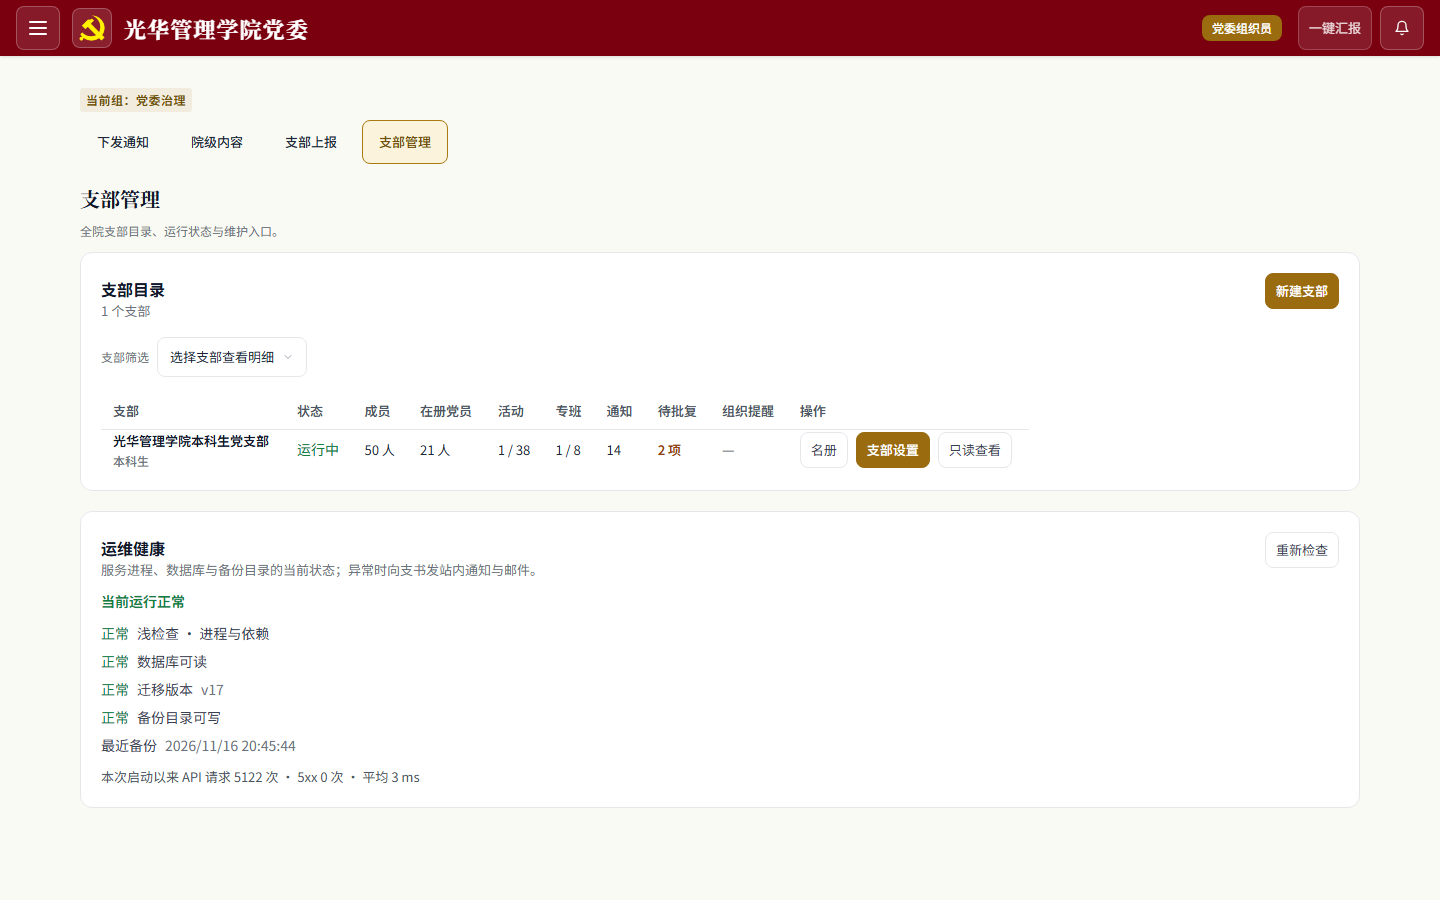 光华管理学院党委
党委组织员
一键汇报
当前组：党委治理
下发通知 院级内容 支部上报 支部管理
支部管理
全院支部目录、运行状态与维护入口。
支部目录
1 个支部
新建支部
支部筛选 选择支部查看明细
支部 状态 成员 在册党员 活动 专班 通知 待批复 组织提醒 操作
光华管理学院本科生党支部
本科生
运行中 50 人 21 人 1 / 38 1 / 8 14 2 项 — 名册 支部设置 只读查看
运维健康
服务进程、数据库与备份目录的当前状态；异常时向支书发站内通知与邮件。
重新检查
当前运行正常
正常 浅检查 · 进程与依赖
正常 数据库可读
正常 迁移版本 v17
正常 备份目录可写
最近备份 2026/11/16 20:45:44
本次启动以来 API 请求 5122 次 · 5xx 0 次 · 平均 3 ms